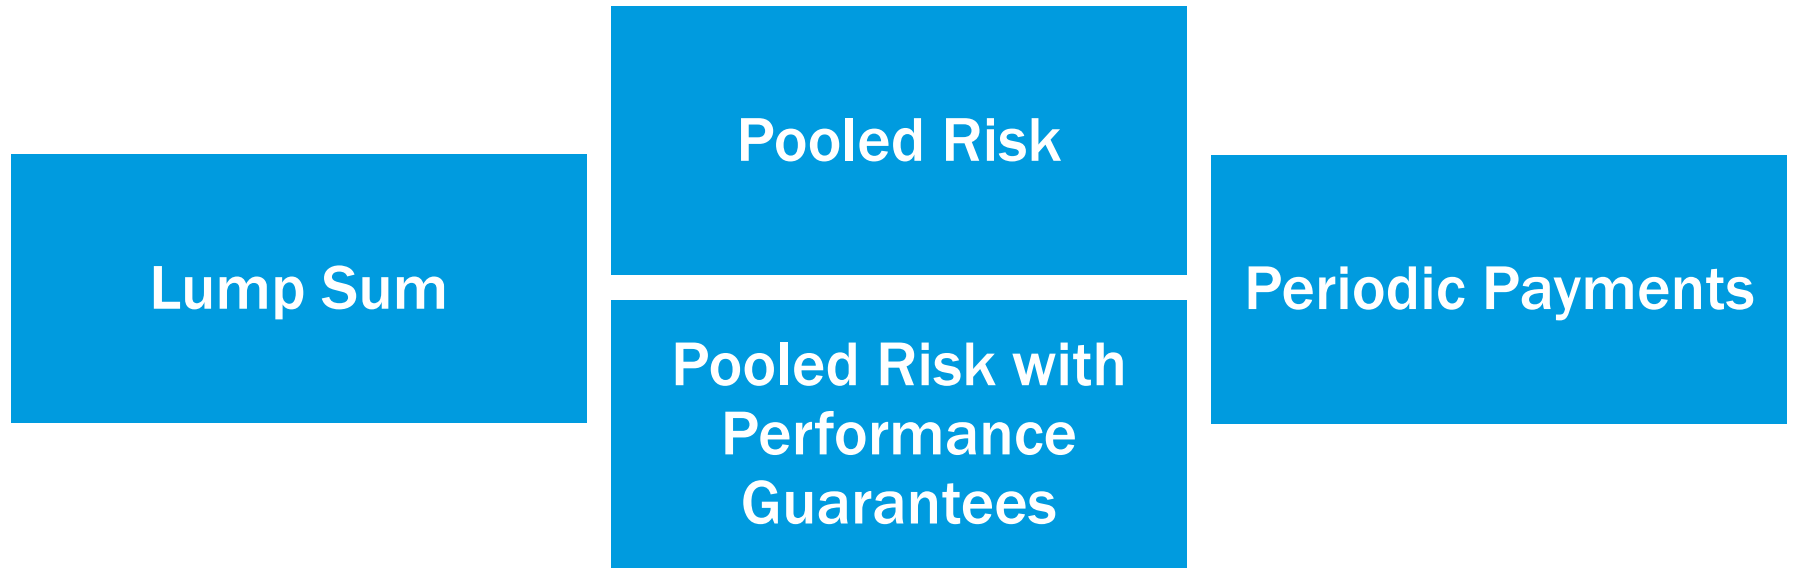 Lump Sum
Pooled Risk
Pooled Risk with
Performance
Guarantees
Periodic Payments